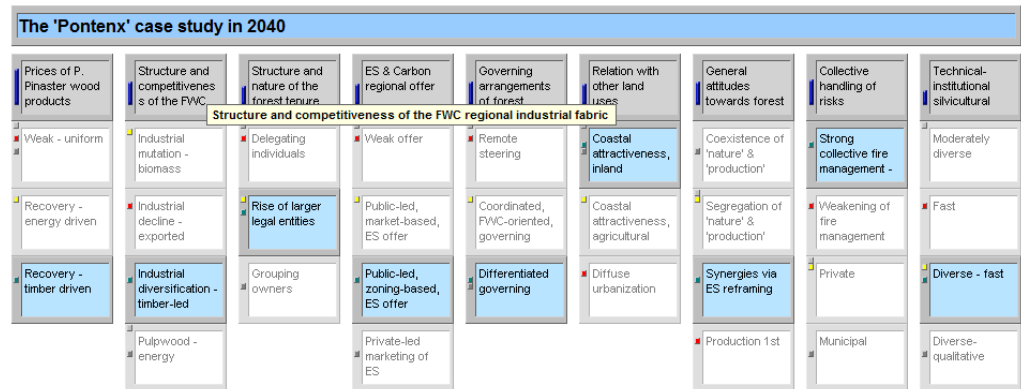 The 'Pontenx' case study in 2040
Prices of P.
Pinaster wood
products
Structure and
competitivenes
s of the FWC
Structure and
nature of the
forest tenure
ES & Carbon
regional offer
Governing
arrangements
of forest
Relation with
other land
uses
General
attitudes
towards forest
Collective
handling of
risks
Technical-
institutional
silvicultural
Structure and competitiveness of the FWC regional industrial fabric
Weak - uniform
Industrial
mutation -
biomass
Delegating
individuals
Weak offer
Remote
steering
Coastal
attractiveness,
inland
Coexistence of
'nature' &
'production'
Strong
collective fire
management -
Moderately
diverse
Recovery -
energy driven
Industrial
decline -
exported
Rise of larger
legal entities
Public-led,
market-based,
ES offer
Coordinated,
FWC-oriented,
governing
Coastal
attractiveness,
agricultural
Segregation of
'nature' &
'production'
Weakening of
fire
management
Fast
Recovery -
timber driven
Industrial
diversification -
timber-led
Grouping
owners
Public-led,
zoning-based,
ES offer
Differentiated
governing
Diffuse
urbanization
Synergies via
ES reframing
Private
Diverse - fast
Pulpwood -
energy
Private-led
marketing of
ES
Production 1st
Municipal
Diverse-
qualitative